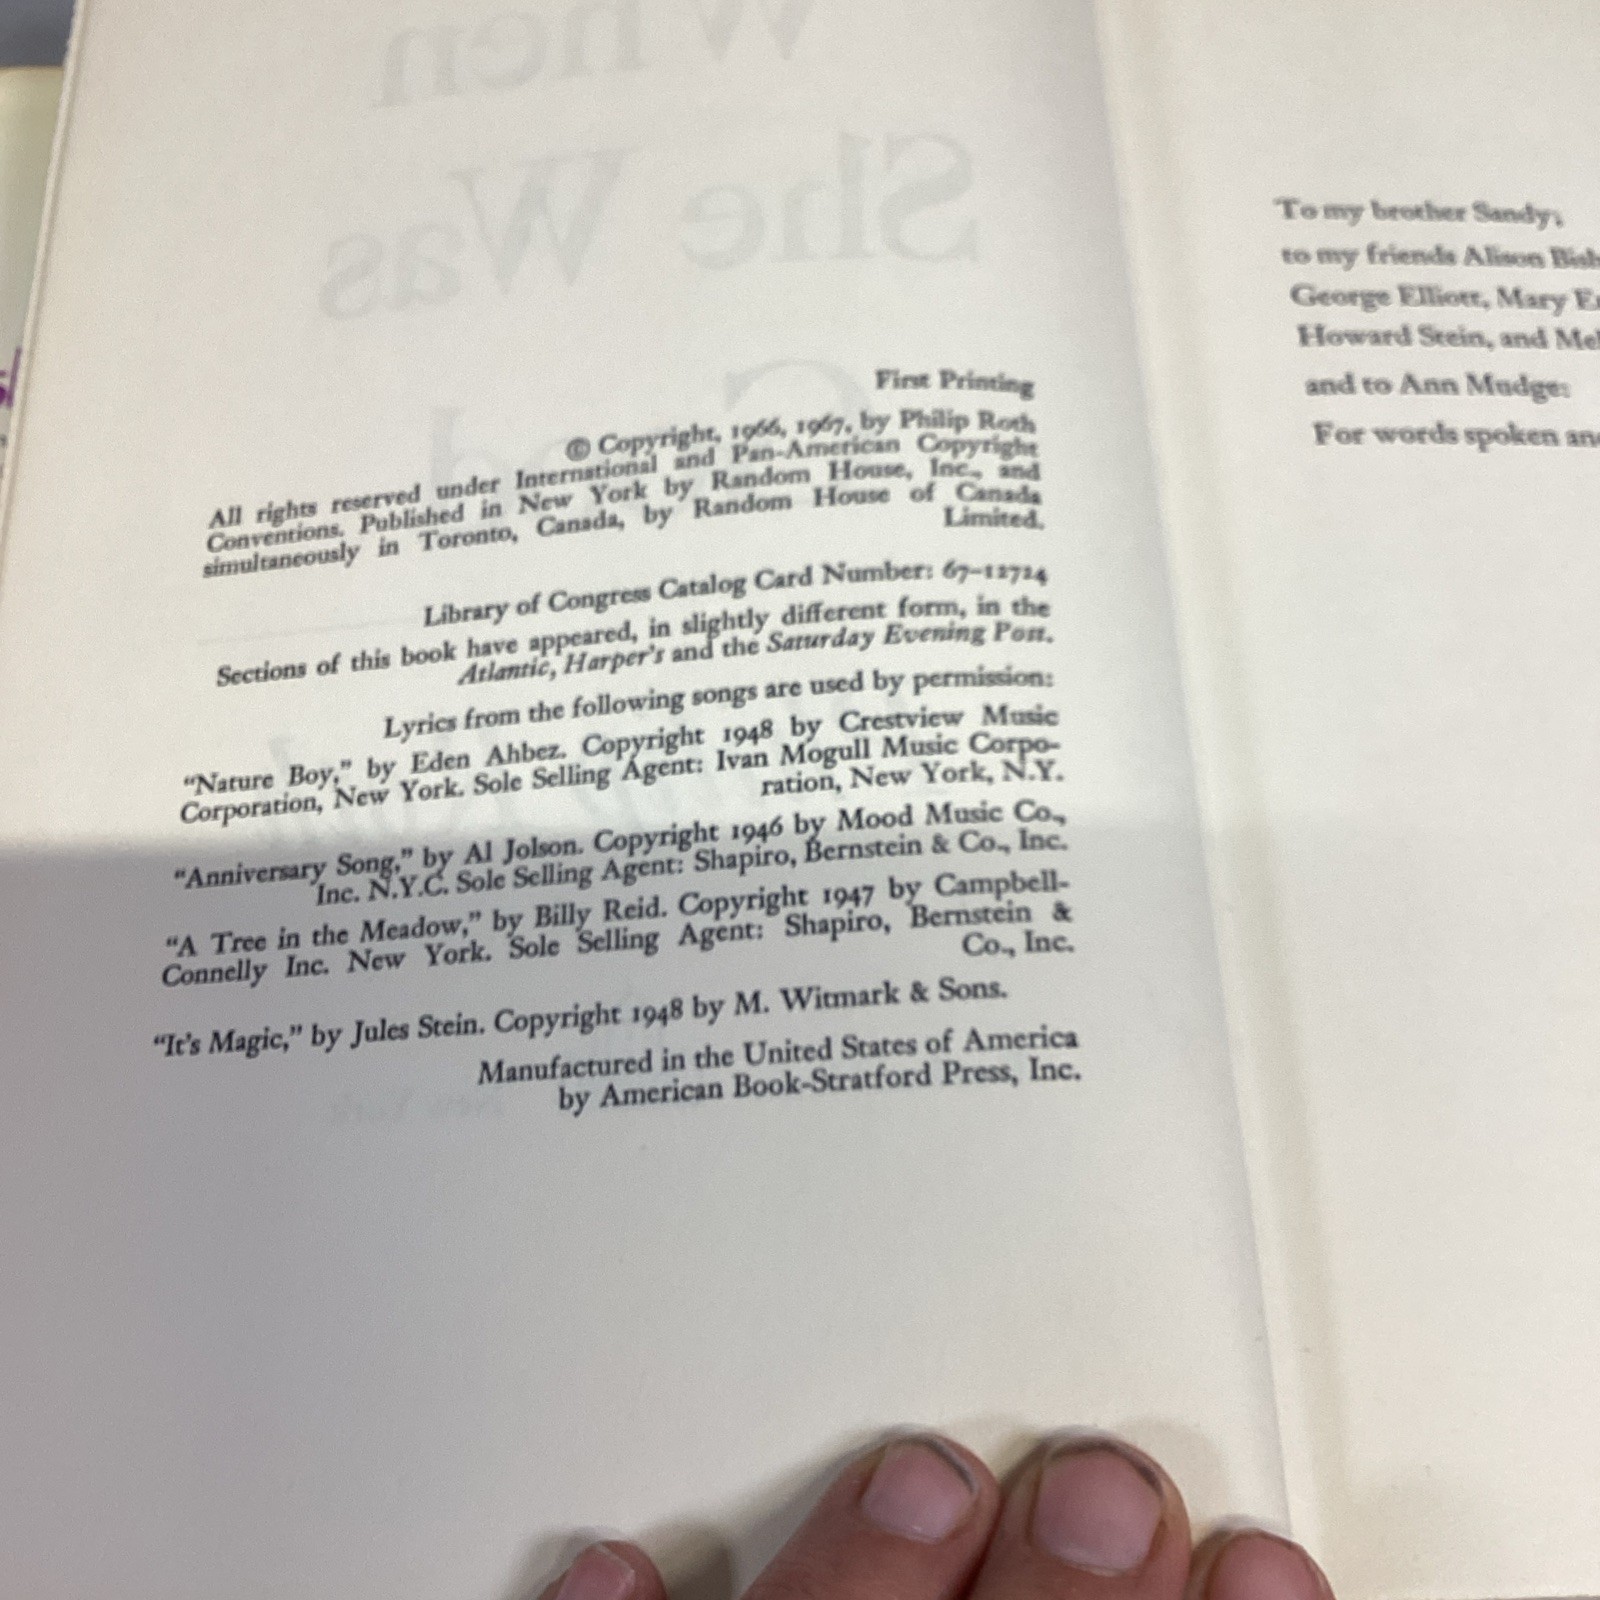 First Printing
© Copyright, 1966, 1967, by Philip Roth
All rights reserved under International and Pan-American Copyright
Conventions. Published in New York by Random House, Inc., and
simultaneously in Toronto, Canada, by Random House of Canada
Limited.
Library of Congress Catalog Card Number: 67-12724
Sections of this book have appeared, in slightly different form, in the
Atlantic, Harper's and the Saturday Evening Post.
Lyrics from the following songs are used by permission:
“Nature Boy,” by Eden Ahbez. Copyright 1948 by Crestview Music
Corporation, New York. Sole Selling Agent: Ivan Mogull Music Corpo-
ration, New York, N.Y.
“Anniversary Song,” by Al Jolson. Copyright 1946 by Mood Music Co.,
Inc. N.Y.C. Sole Selling Agent: Shapiro, Bernstein & Co., Inc.
“A Tree in the Meadow,” by Billy Reid. Copyright 1947 by Campbell-
Connelly Inc. New York. Sole Selling Agent: Shapiro, Bernstein &
Co., Inc.
“It's Magic,” by Jules Stein. Copyright 1948 by M. Witmark & Sons.
Manufactured in the United States of America
by American Book-Stratford Press, Inc.
To my brother Sandy;
to my friends Alison
George Elliott, Mary
Howard Stein, and
and to Ann Mudge:
For words spoken
When
She Was